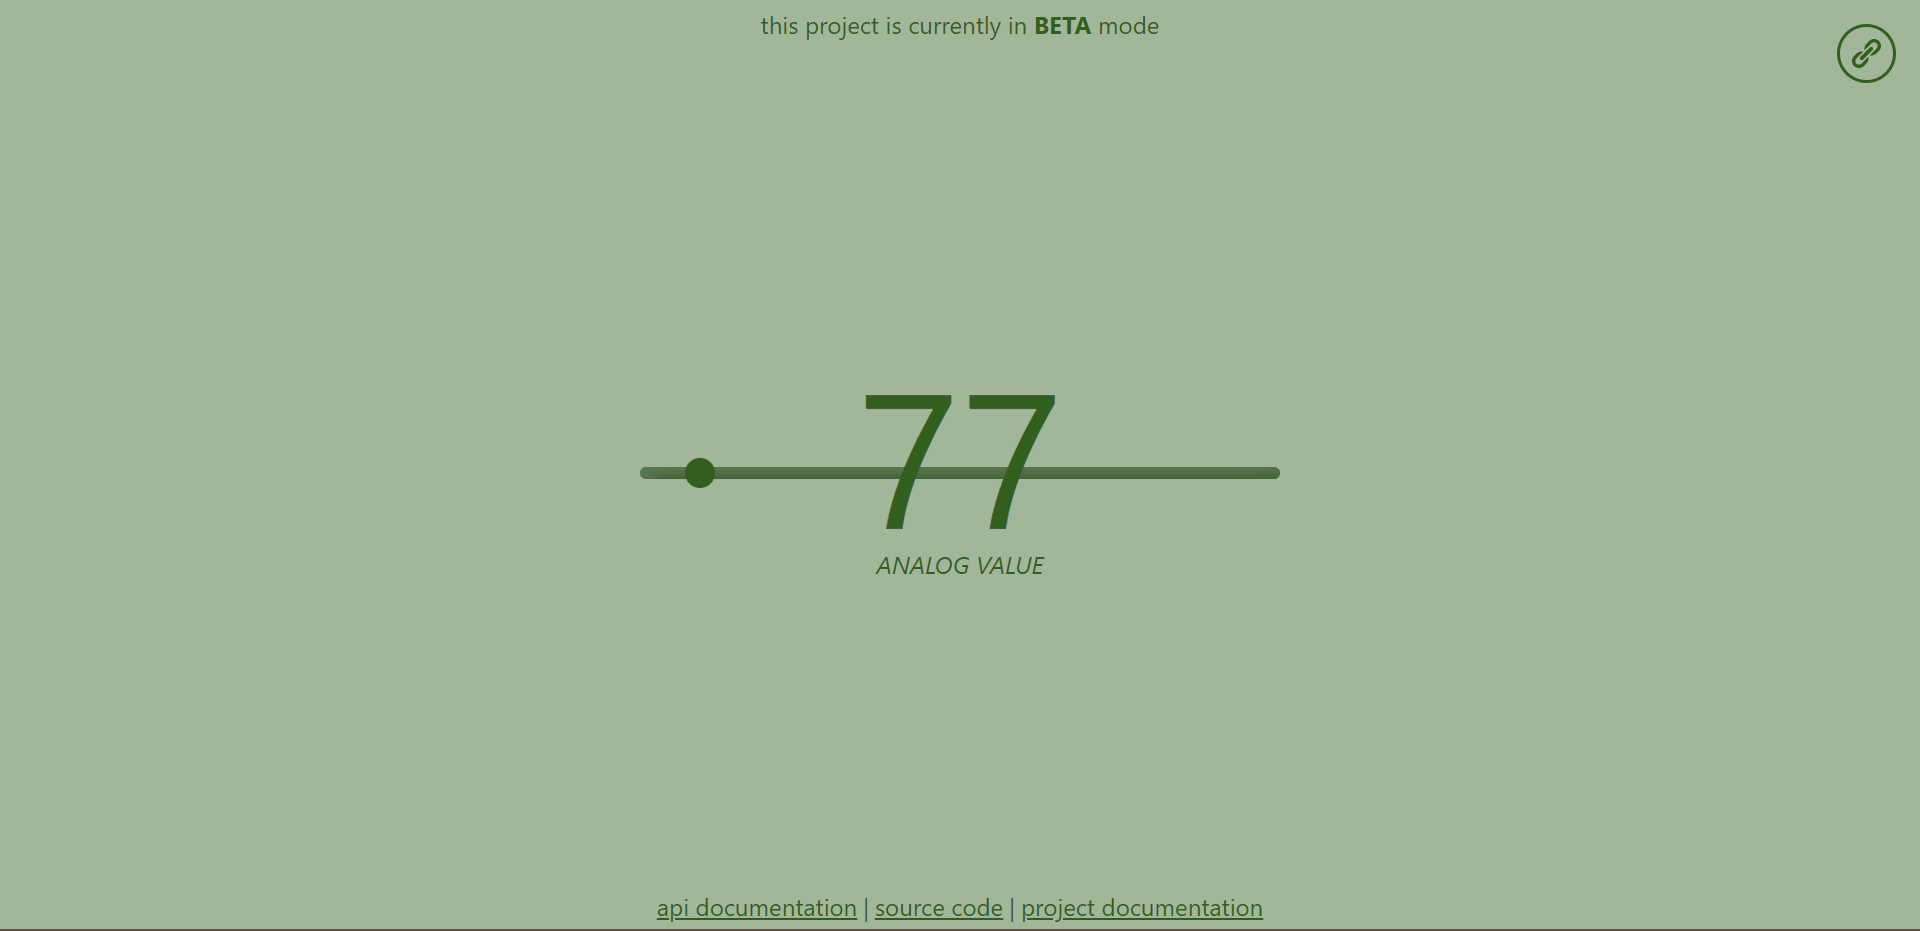 this project is currently in BETA mode
77
ANALOG VALUE
api documentation | source code | project documentation